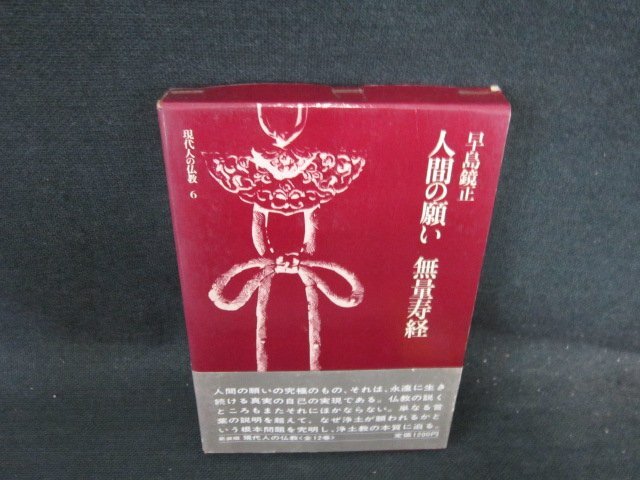 早島鏡正
人間の願い 無量寿経
現代人の仏教 6
人間の願いの究極のもの、それは、永遠に生き
続ける真実の自己の実現である。仏教の説く
ところもまたそれにほかならない。単なる言
葉の説明を超えて、なぜ浄土が願われるかと
いう根本問題を究明し、浄土教の本質に迫る。
新装版 現代人の仏教〈全12巻〉 定価1200円